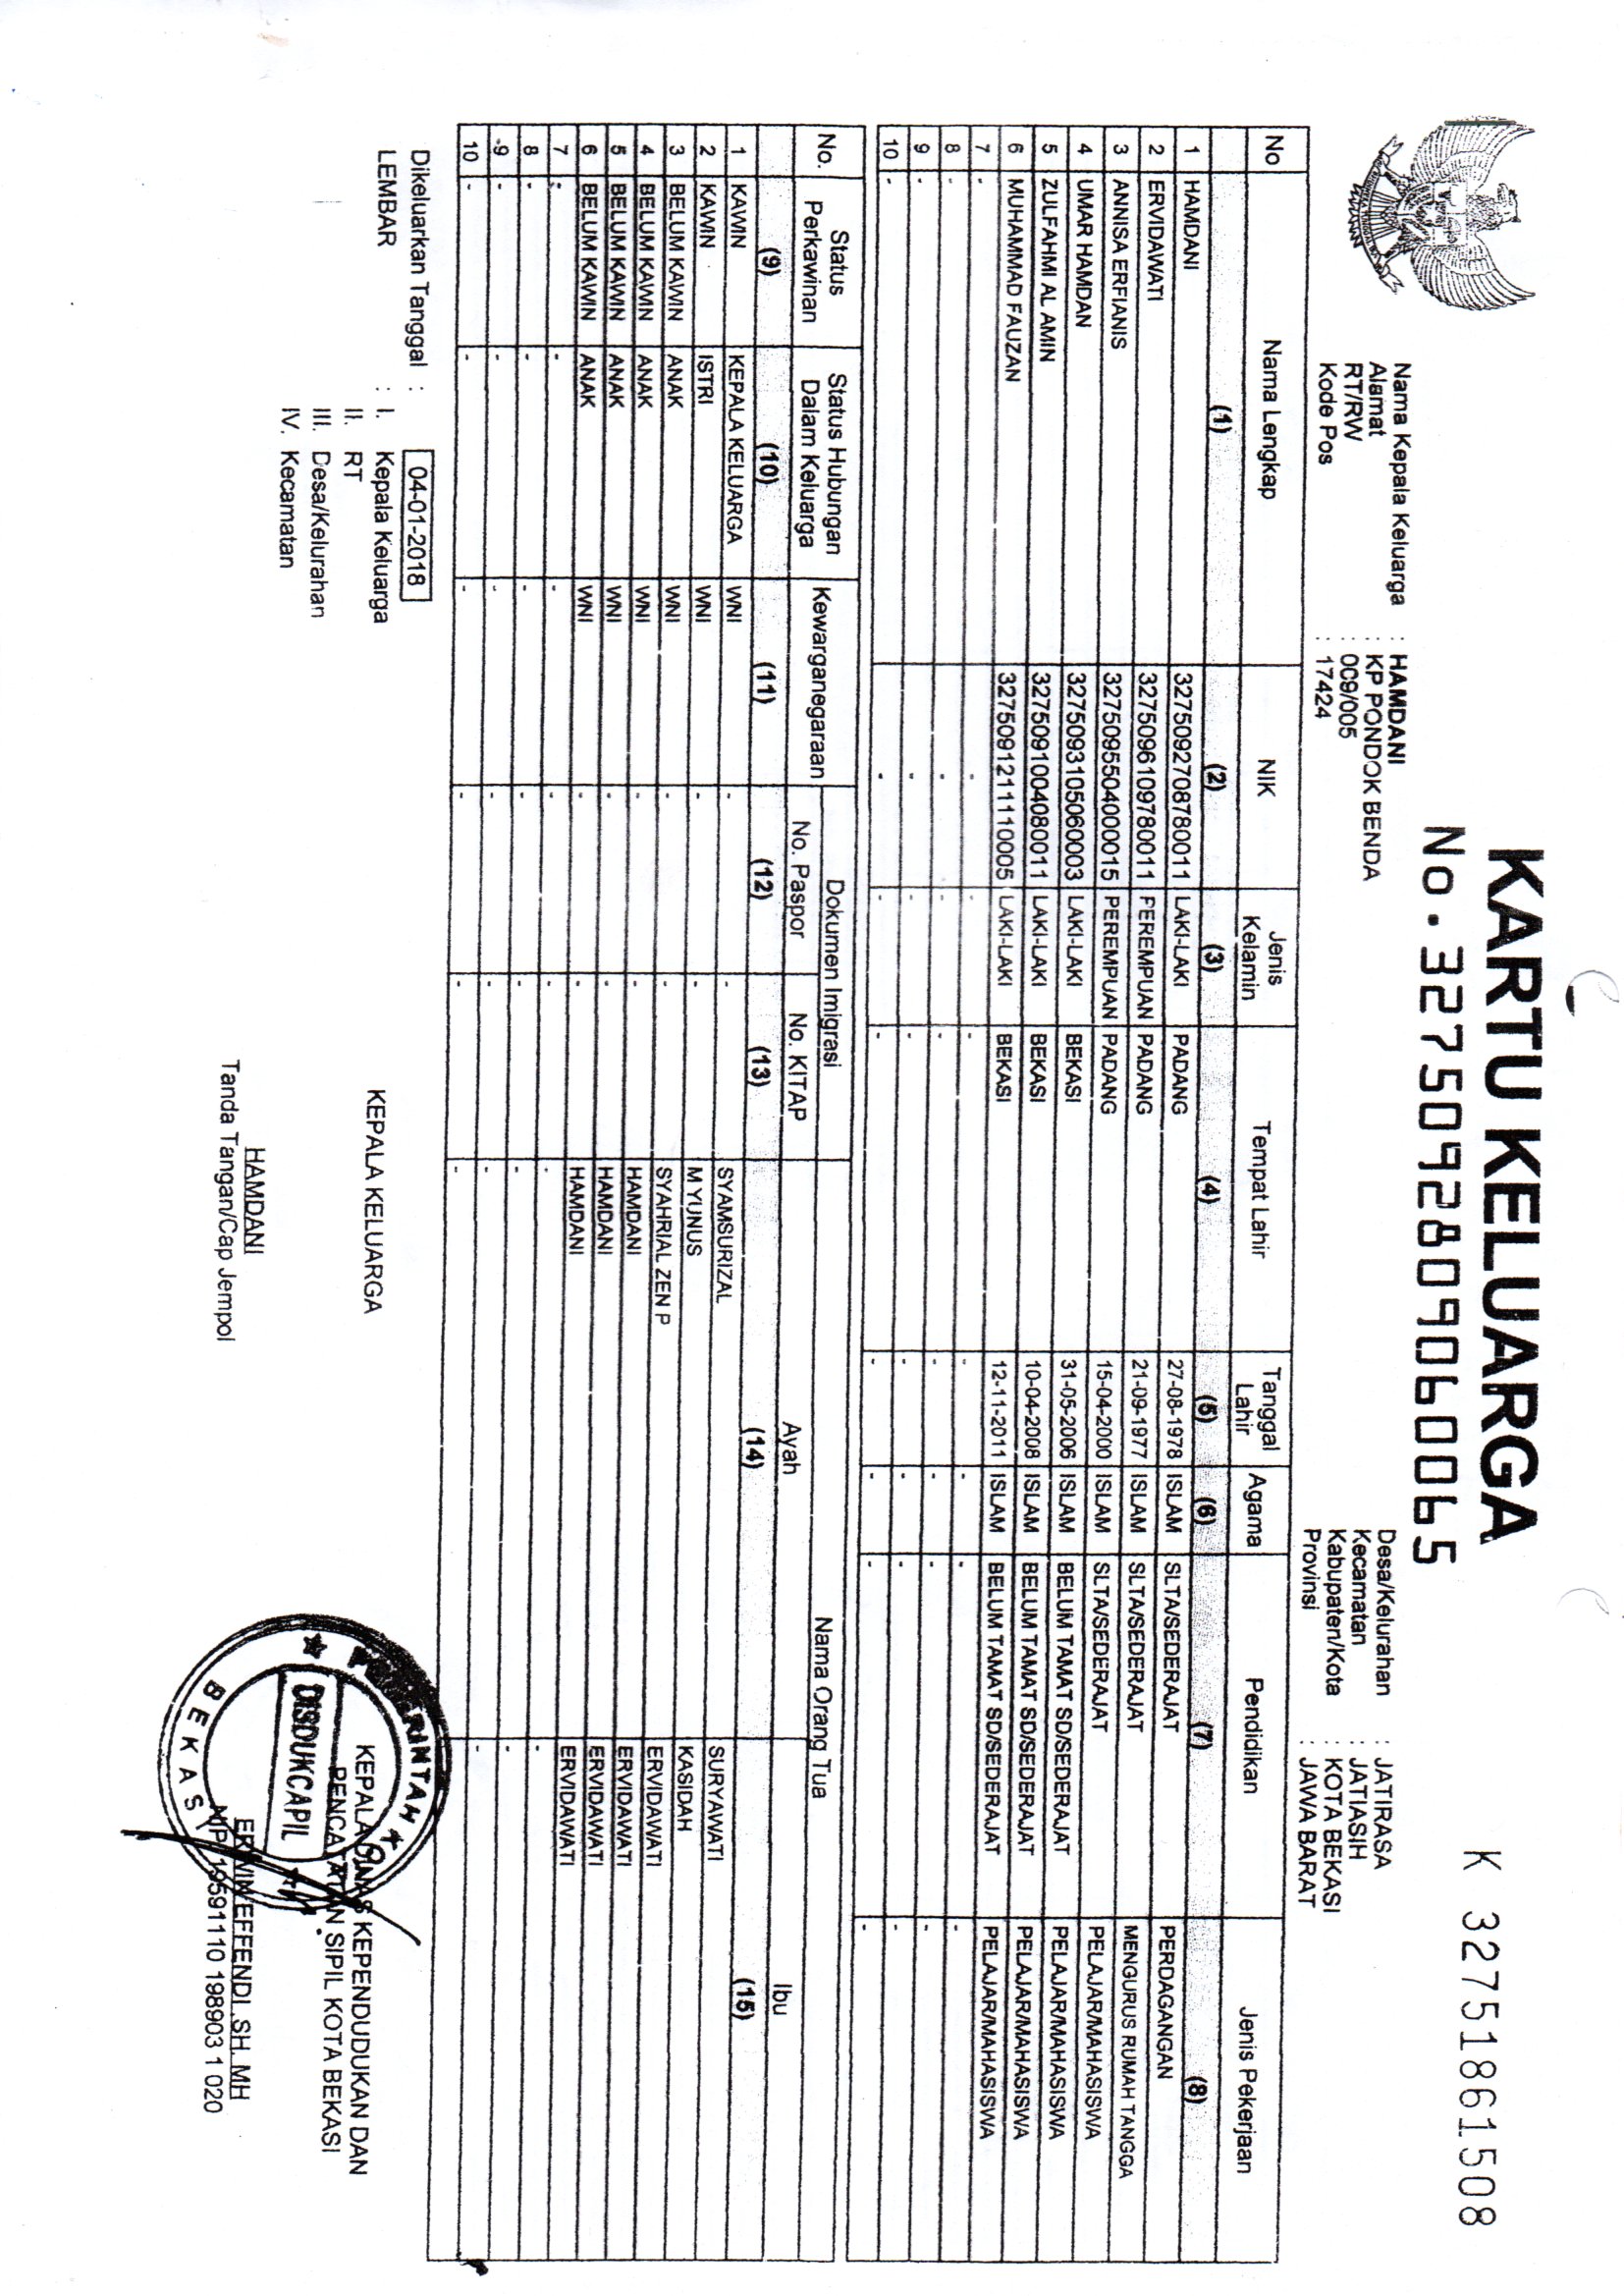 KARTU KELUARGA
No. 3275092809060065
K 32751861508
Nama Kepala Keluarga : HAMDANI
Alamat : KP PONDOK BENDA
RT/RW : 009/005
Kode Pos : 17424
Desa/Kelurahan : JATIRASA
Kecamatan : JATIASIH
Kabupaten/Kota : KOTA BEKASI
Provinsi : JAWA BARAT
No Nama Lengkap NIK Jenis Kelamin Tempat Lahir Tanggal Lahir Agama Pendidikan Jenis Pekerjaan
(1) (2) (3) (4) (5) (6) (7) (8)
1 HAMDANI 3275092708780011 LAKI-LAKI PADANG 27-08-1978 ISLAM SLTA/SEDERAJAT PERDAGANGAN
2 ERVIDAWATI 3275096109780011 PEREMPUAN PADANG 21-09-1977 ISLAM SLTA/SEDERAJAT MENGURUS RUMAH TANGGA
3 ANNISA ERFIANIS 3275095504000015 PEREMPUAN PADANG 15-04-2000 ISLAM SLTA/SEDERAJAT PELAJAR/MAHASISWA
4 UMAR HAMDAN 3275093105060003 LAKI-LAKI BEKASI 31-05-2006 ISLAM BELUM TAMAT SD/SEDERAJAT PELAJAR/MAHASISWA
5 ZULFAHMI AL AMIN 3275091004080011 LAKI-LAKI BEKASI 10-04-2008 ISLAM BELUM TAMAT SD/SEDERAJAT PELAJAR/MAHASISWA
6 MUHAMMAD FAUZAN 3275091211110005 LAKI-LAKI BEKASI 12-11-2011 ISLAM BELUM TAMAT SD/SEDERAJAT PELAJAR/MAHASISWA
7 - - - - - - - -
8 - - - - - - - -
9 - - - - - - - -
10 - - - - - - - -
No. Status Perkawinan Status Hubungan Dalam Keluarga Kewarganegaraan Dokumen Imigrasi Nama Orang Tua
No. Paspor No. KITAP Ayah Ibu
(9) (10) (11) (12) (13) (14) (15)
1 KAWIN KEPALA KELUARGA WNI - - SYAMSURIZAL SURYAWATI
2 KAWIN ISTRI WNI - - M YUNUS KASIDAH
3 BELUM KAWIN ANAK WNI - - SYAHRIAL ZEN P ERVIDAWATI
4 BELUM KAWIN ANAK WNI - - HAMDANI ERVIDAWATI
5 BELUM KAWIN ANAK WNI - - HAMDANI ERVIDAWATI
6 BELUM KAWIN ANAK WNI - - HAMDANI ERVIDAWATI
7 - - - - - - -
8 - - - - - - -
9 - - - - - - -
10 - - - - - - -
Dikeluarkan Tanggal : 04-01-2018
LEMBAR : I. Kepala Keluarga
II. RT
III. Desa/Kelurahan
IV. Kecamatan
KEPALA KELUARGA
HAMDANI
Tanda Tangan/Cap Jempol
KEPALA DINAS KEPENDUDUKAN DAN
PENCATATAN SIPIL KOTA BEKASI
PEMERINTAH KOTA
DISDUKCAPIL
BEKASI
ERWIN EFFENDI .SH. MH
NIP. 19591110 198903 1 020